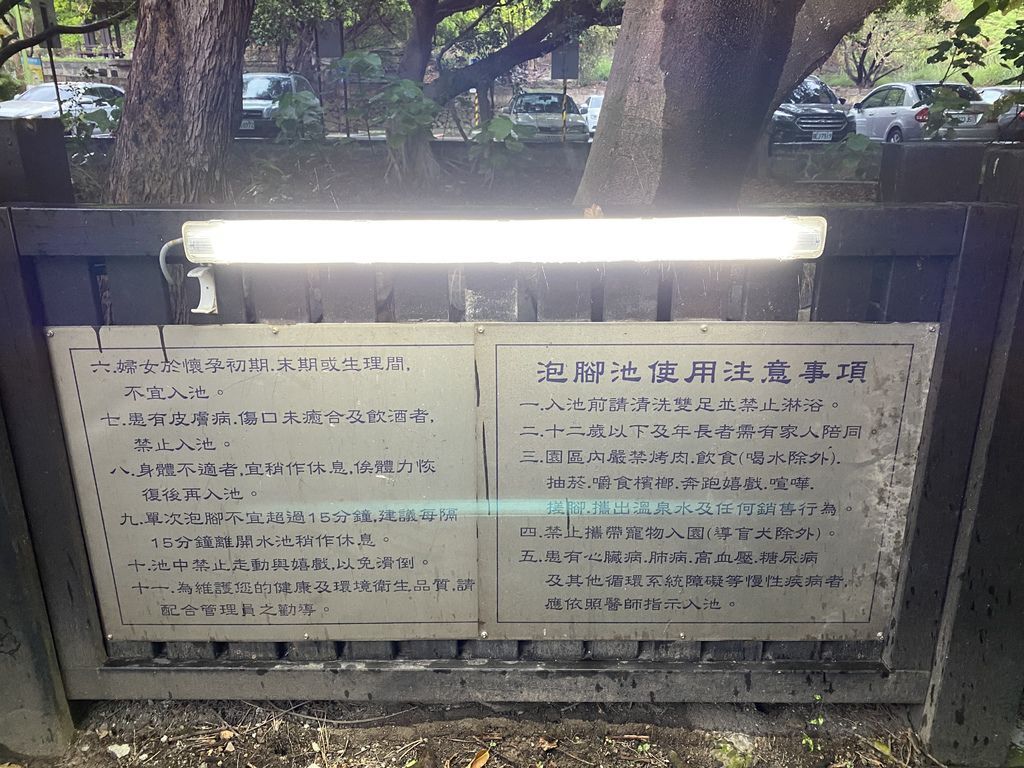 泡腳池使用注意事項
一.入池前請清洗雙足並禁止淋浴。
二.十二歲以下及年長者需有家人陪同。
三.園區內嚴禁烤肉.飲食(喝水除外).
抽菸.嚼食檳榔.奔跑嬉戲.喧嘩.
搓腳.攜出溫泉水及任何銷售行為。
四.禁止攜帶寵物入園(導盲犬除外)。
五.患有心臟病.肺病.高血壓.糖尿病
及其他循環系統障礙等慢性疾病者,
應依照醫師指示入池。
六.婦女於懷孕初期.末期或生理間,
不宜入池。
七.患有皮膚病.傷口未癒合及飲酒者,
禁止入池。
八.身體不適者,宜稍作休息,俟體力恢
復後再入池。
九.單次泡腳不宜超過15分鐘,建議每隔
15分鐘離開水池稍作休息。
十.池中禁止走動與嬉戲,以免滑倒。
十一.為維護您的健康及環境衛生品質,請
配合管理員之勸導。